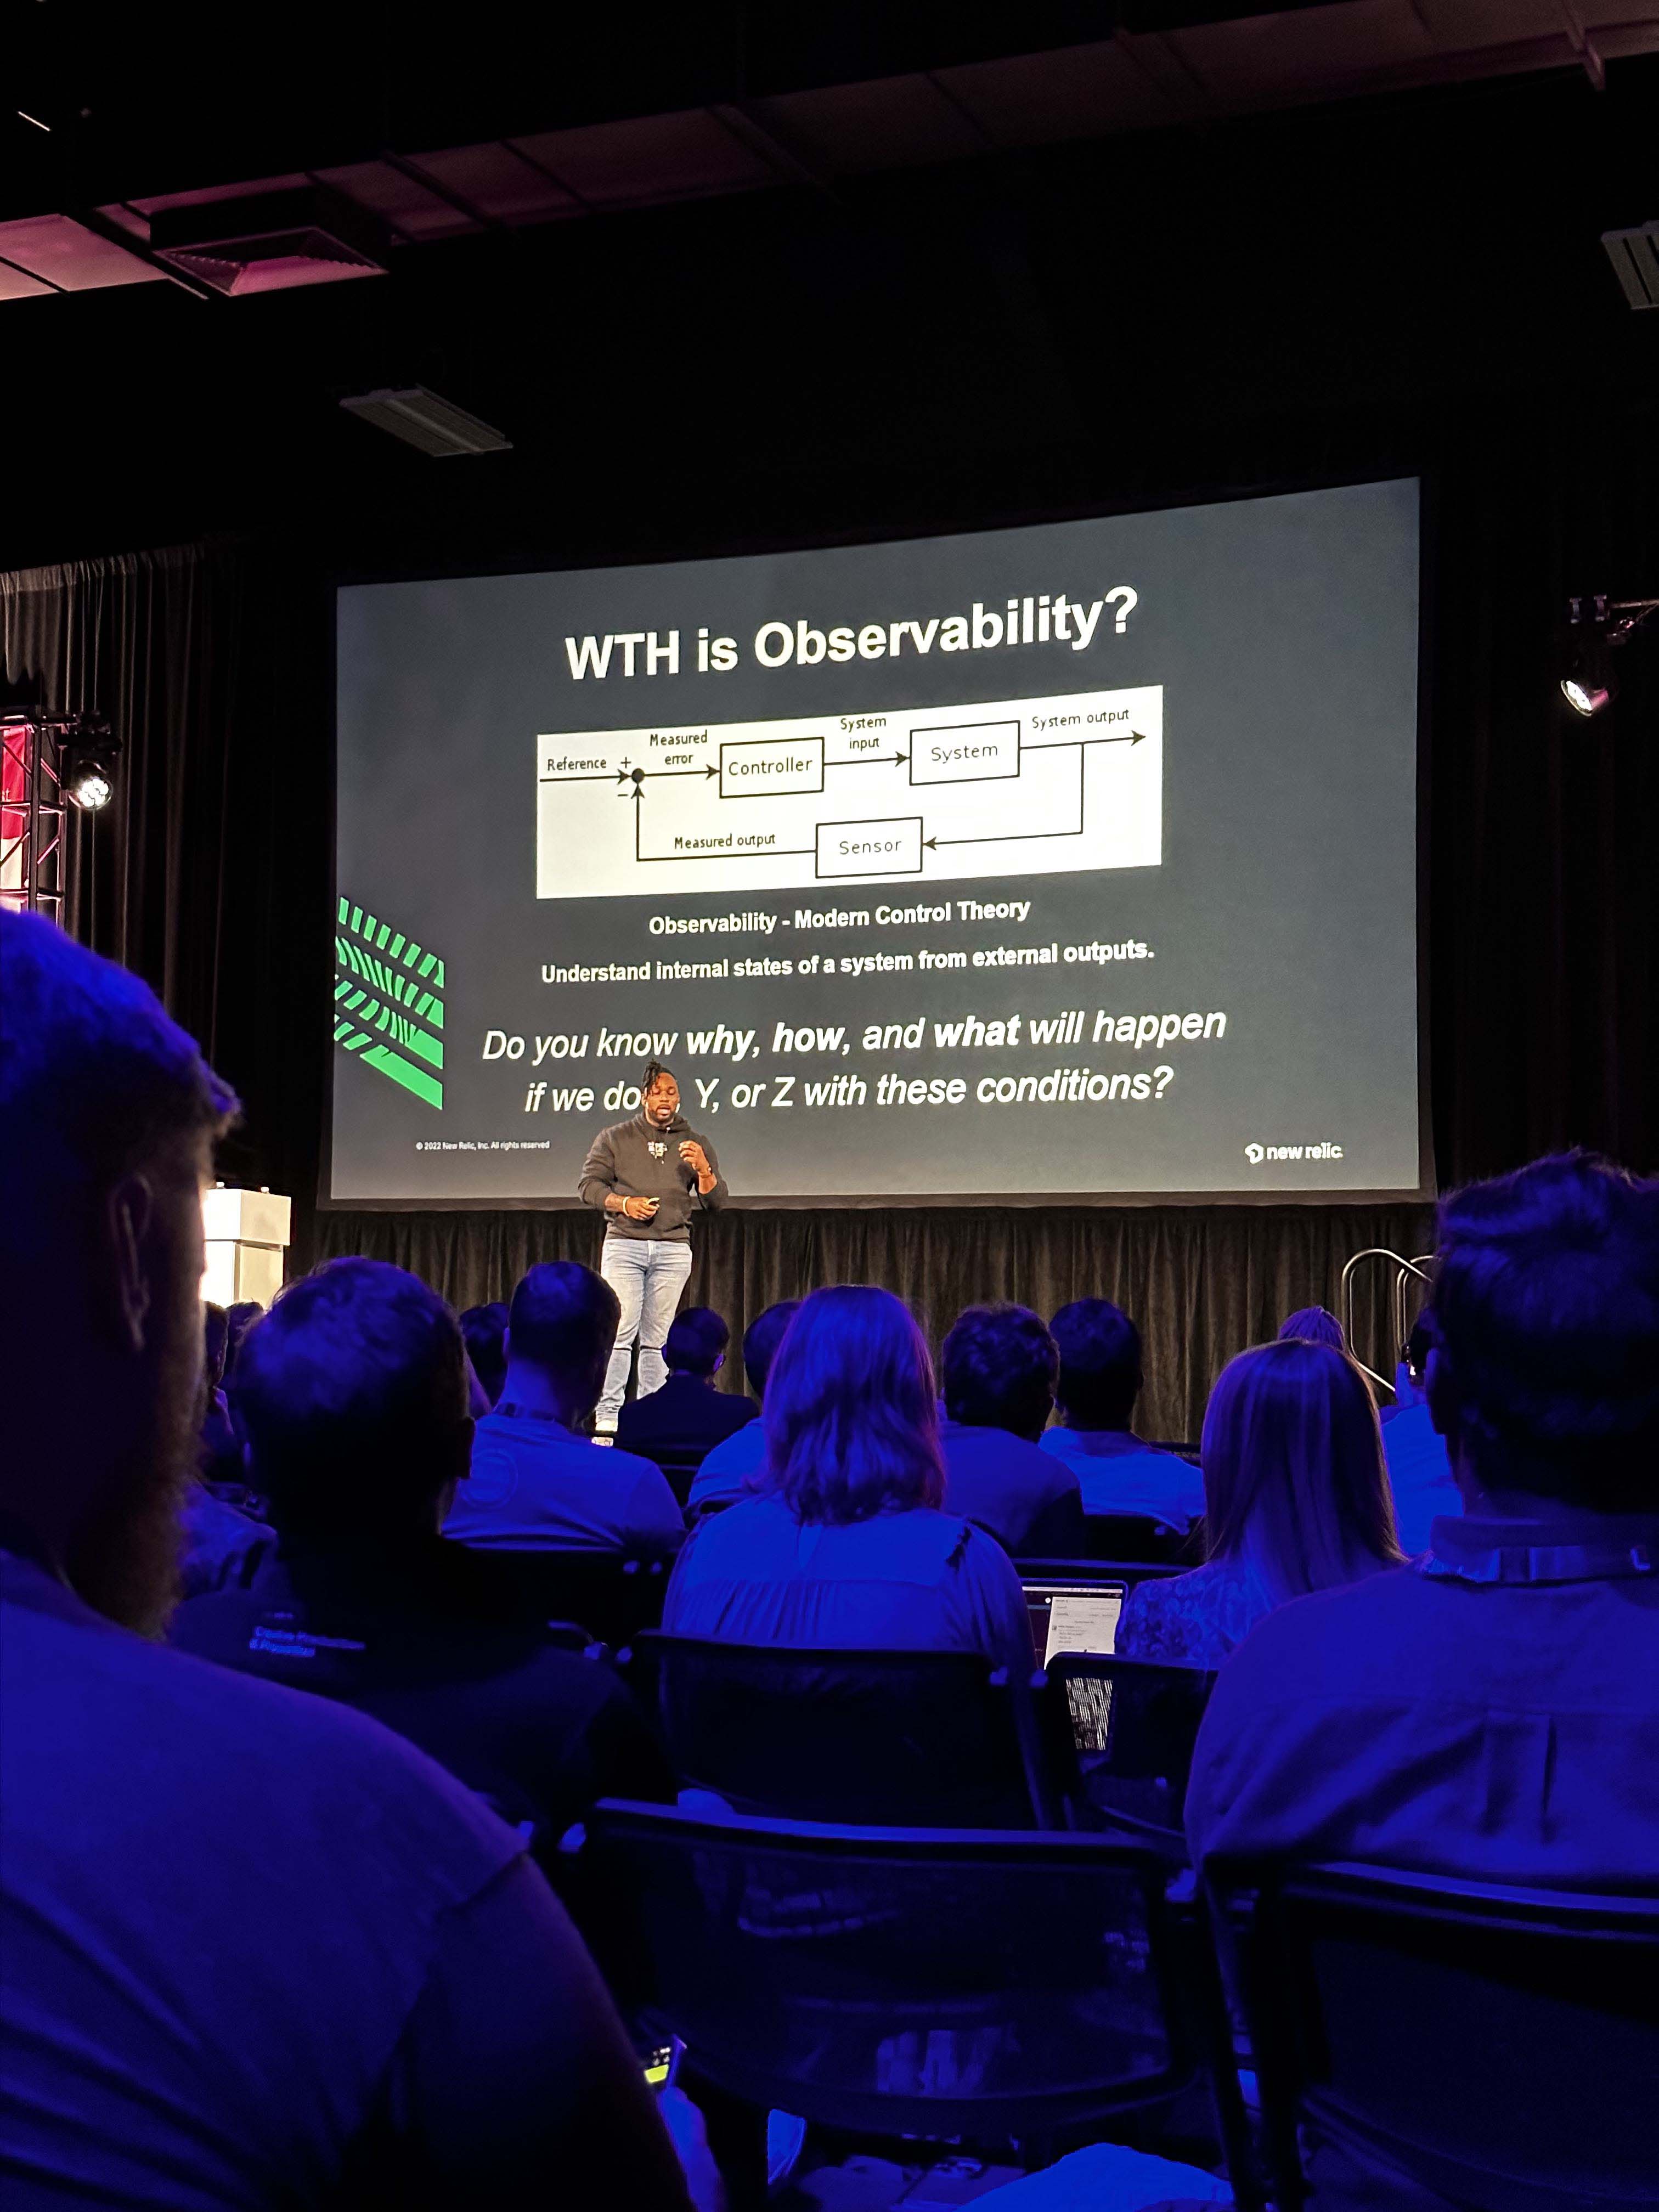 WTH is Observability?
Reference
+
−
Measured
error
Controller
System
input
System
System output
Measured output
Sensor
Observability - Modern Control Theory
Understand internal states of a system from external outputs.
Do you know why, how, and what will happen
if we do Y, or Z with these conditions?
© 2022 New Relic, Inc. All rights reserved
new relic